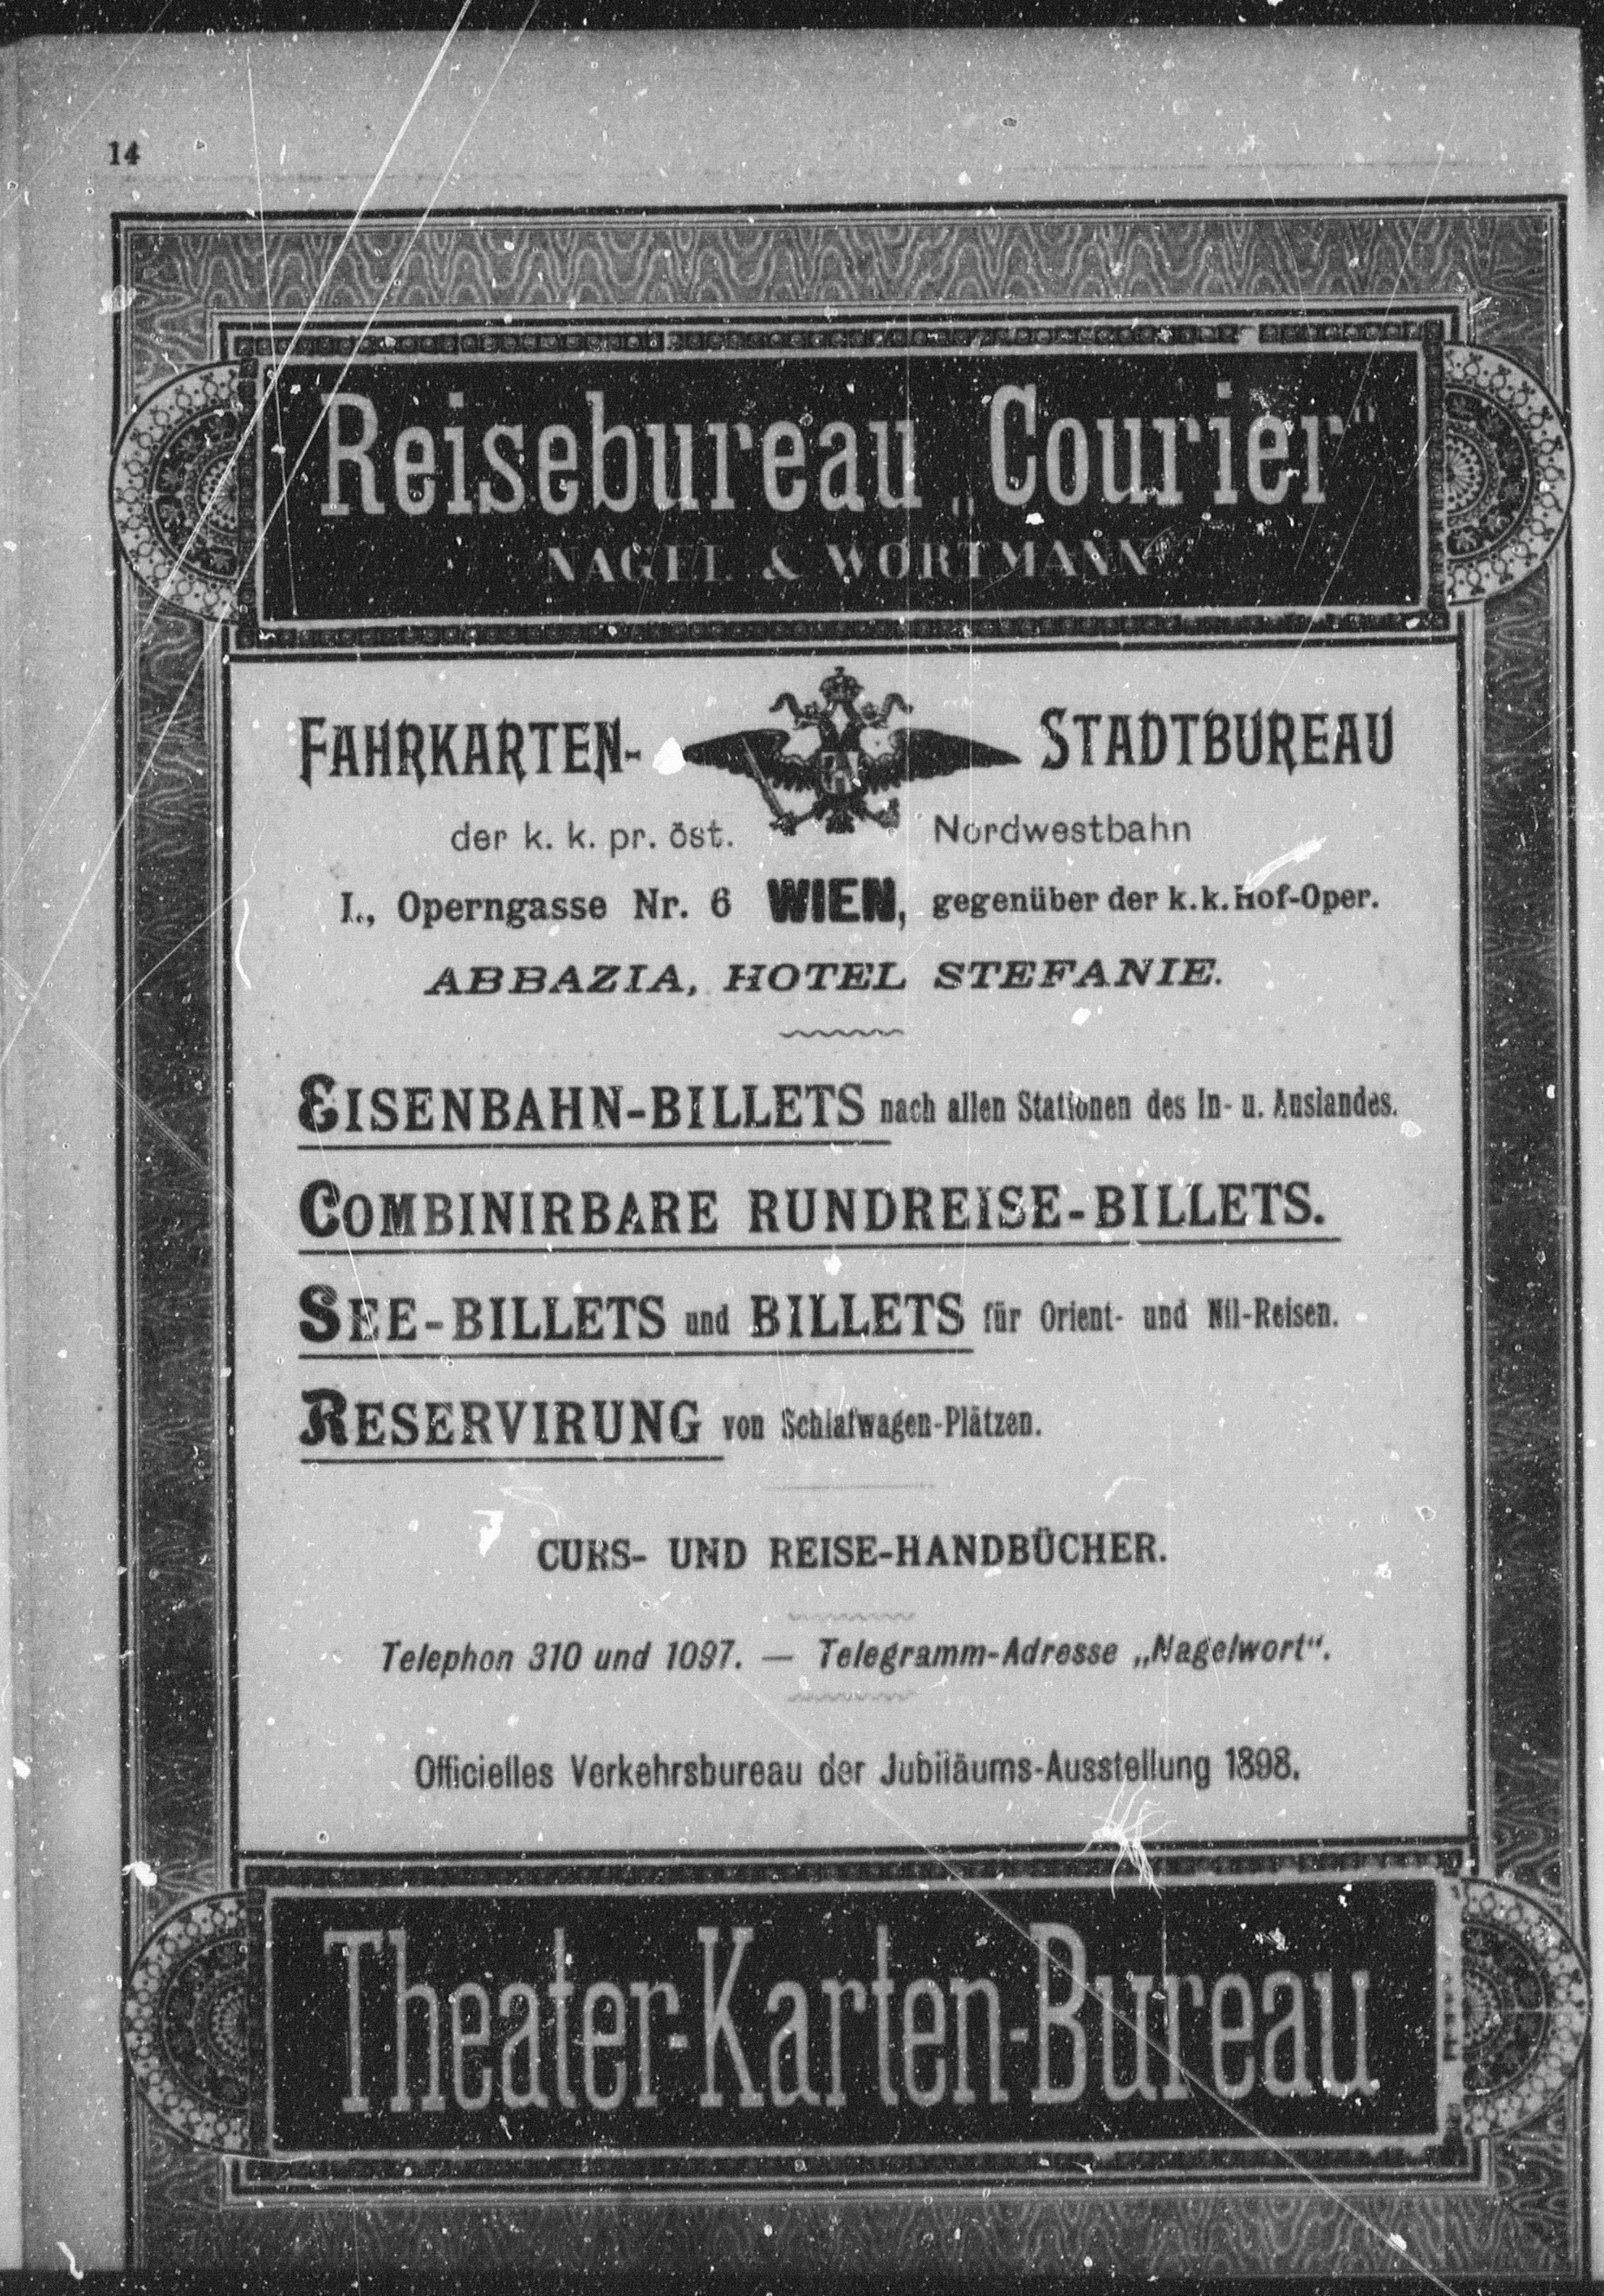 14
Reisebureau „Courier“
NAGEL & WORTMANN
FAHRKARTEN- STADTBUREAU
der k. k. pr. öst. Nordwestbahn
I., Operngasse Nr. 6 WIEN, gegenüber der k. k. Hof-Oper.
ABBAZIA, HOTEL STEFANIE.
EISENBAHN-BILLETS nach allen Stationen des In- u. Auslandes.
COMBINIRBARE RUNDREISE-BILLETS.
SEE-BILLETS und BILLETS für Orient- und Nil-Reisen.
RESERVIRUNG von Schlafwagen-Plätzen.
CURS- UND REISE-HANDBÜCHER.
Telephon 310 und 1097. — Telegramm-Adresse „Nagelwort“.
Officielles Verkehrsbureau der Jubiläums-Ausstellung 1898.
Theater-Karten-Bureau